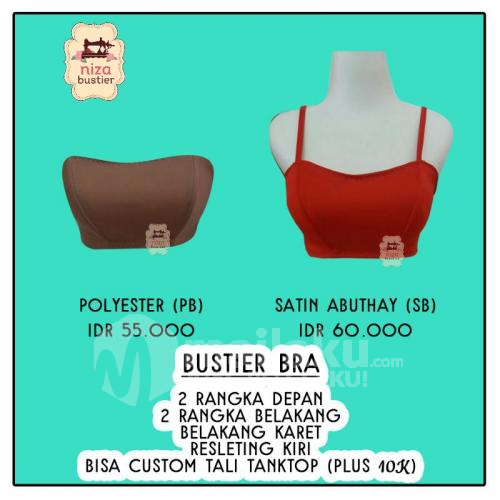 niza
bustier
POLYESTER (PB)
IDR 55.000
SATIN ABUTHAY (SB)
IDR 60.000
BUSTIER BRA
2 RANGKA DEPAN
2 RANGKA BELAKANG
BELAKANG KARET
RESLETING KIRI
BISA CUSTOM TALI TANKTOP (PLUS 10K)